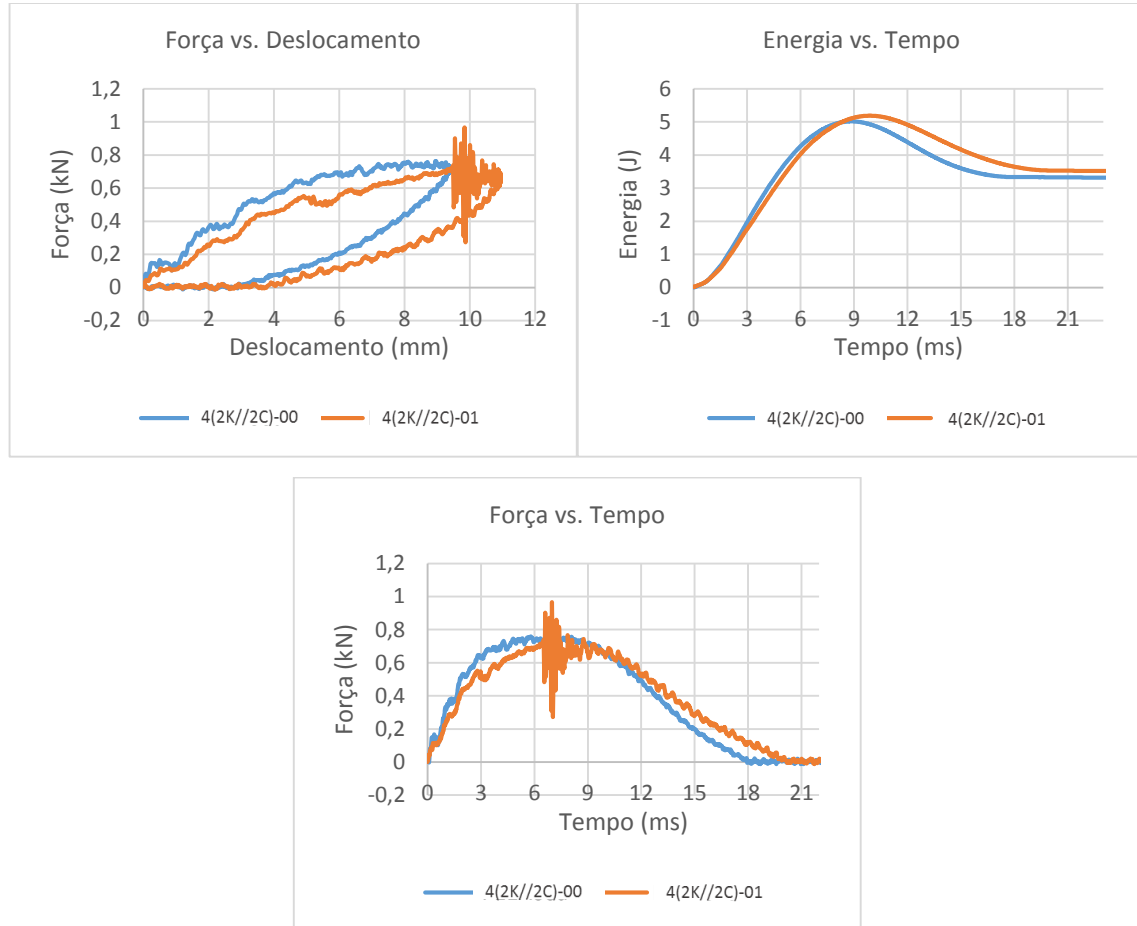 Força vs. Deslocamento
1,2
1
0,8
0,6
0,4
0,2
0
-0,2
Força (kN)
0 2 4 6 8 10 12
Deslocamento (mm)
4(2K//2C)-00 4(2K//2C)-01
Energia vs. Tempo
6
5
4
3
2
1
0
-1
Energia (J)
0 3 6 9 12 15 18 21
Tempo (ms)
4(2K//2C)-00 4(2K//2C)-01
Força vs. Tempo
1,2
1
0,8
0,6
0,4
0,2
0
-0,2
Força (kN)
0 3 6 9 12 15 18 21
Tempo (ms)
4(2K//2C)-00 4(2K//2C)-01